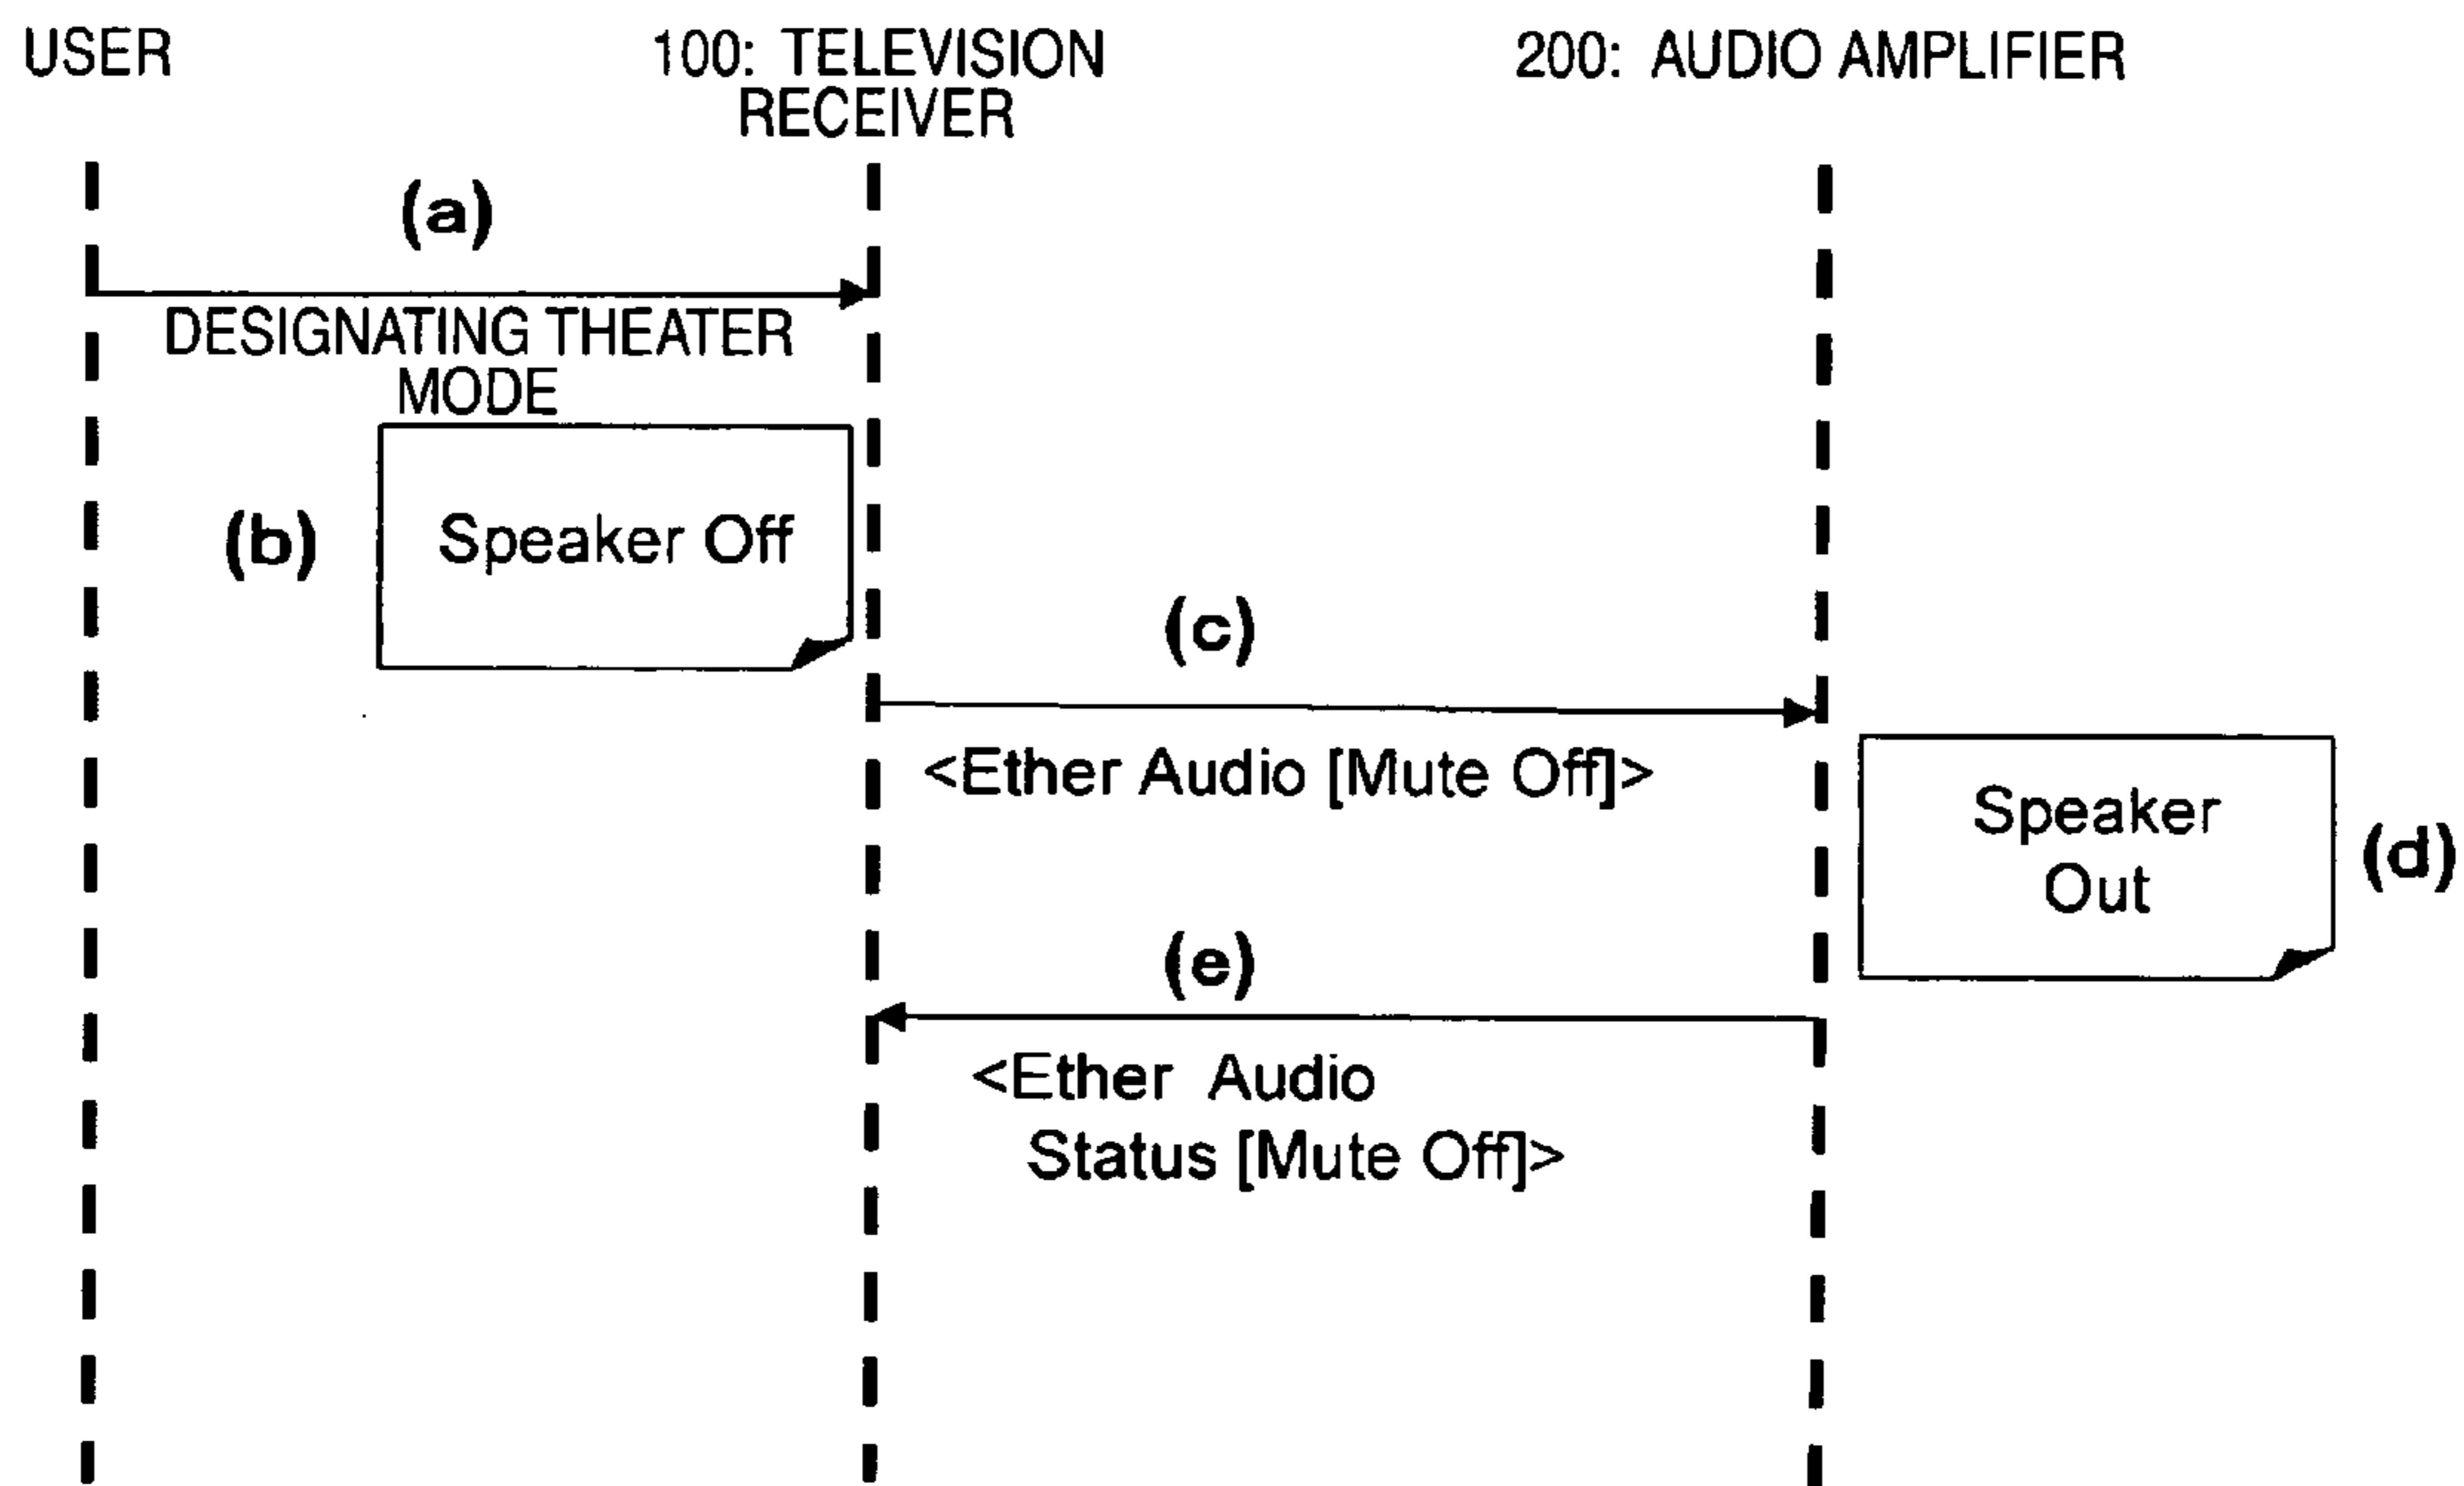 USER
100: TELEVISION
RECEIVER
200: AUDIO AMPLIFIER
(a)
DESIGNATING THEATER
MODE
(b)
Speaker Off
(c)
<Ether Audio [Mute Off]>
Speaker
Out
(d)
(e)
<Ether Audio
Status [Mute Off]>